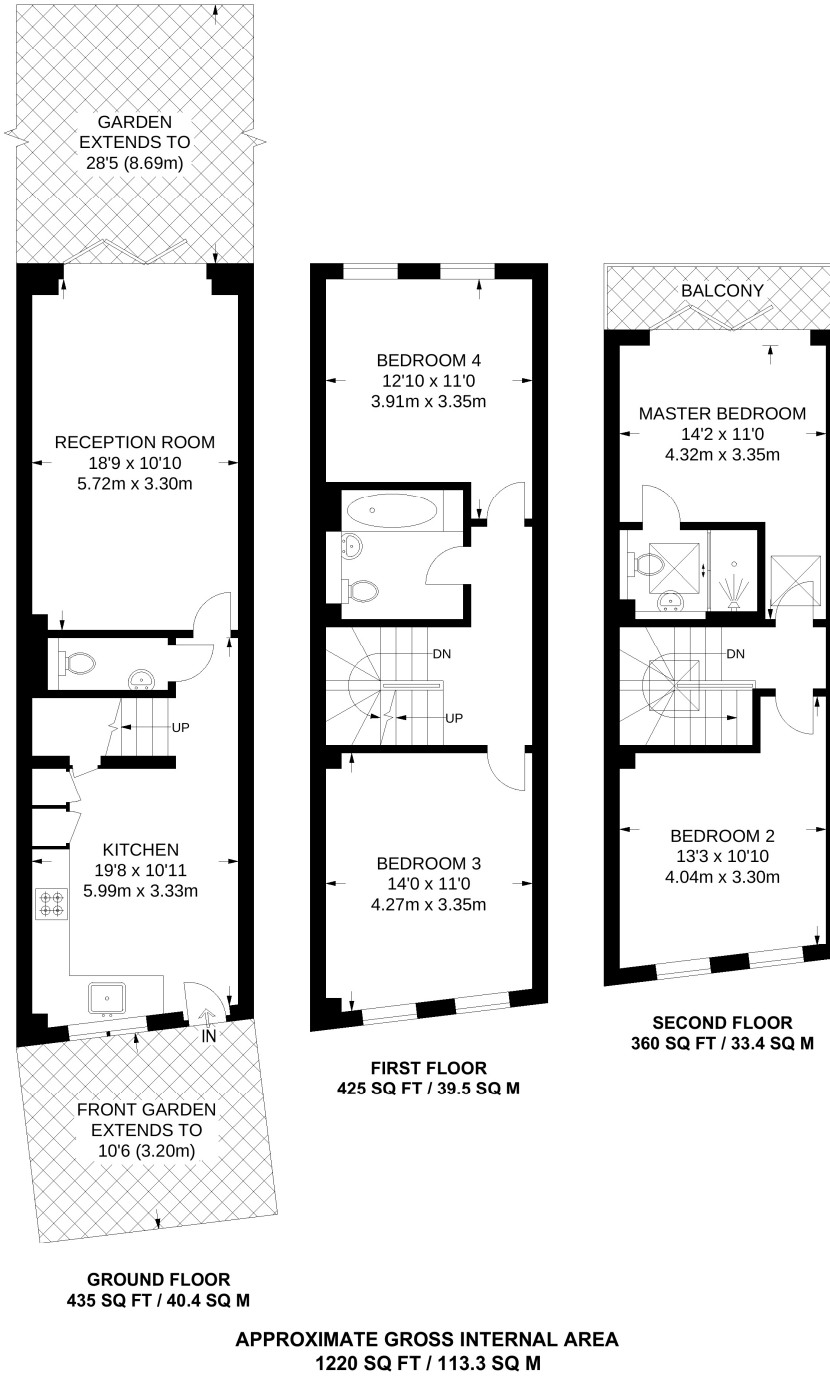 GARDEN
EXTENDS TO
28'5 (8.69m)
RECEPTION ROOM
18'9 x 10'10
5.72m x 3.30m
UP
KITCHEN
19'8 x 10'11
5.99m x 3.33m
IN
FRONT GARDEN
EXTENDS TO
10'6 (3.20m)
GROUND FLOOR
435 SQ FT / 40.4 SQ M
BEDROOM 4
12'10 x 11'0
3.91m x 3.35m
DN
UP
BEDROOM 3
14'0 x 11'0
4.27m x 3.35m
FIRST FLOOR
425 SQ FT / 39.5 SQ M
BALCONY
MASTER BEDROOM
14'2 x 11'0
4.32m x 3.35m
DN
BEDROOM 2
13'3 x 10'10
4.04m x 3.30m
SECOND FLOOR
360 SQ FT / 33.4 SQ M
APPROXIMATE GROSS INTERNAL AREA
1220 SQ FT / 113.3 SQ M